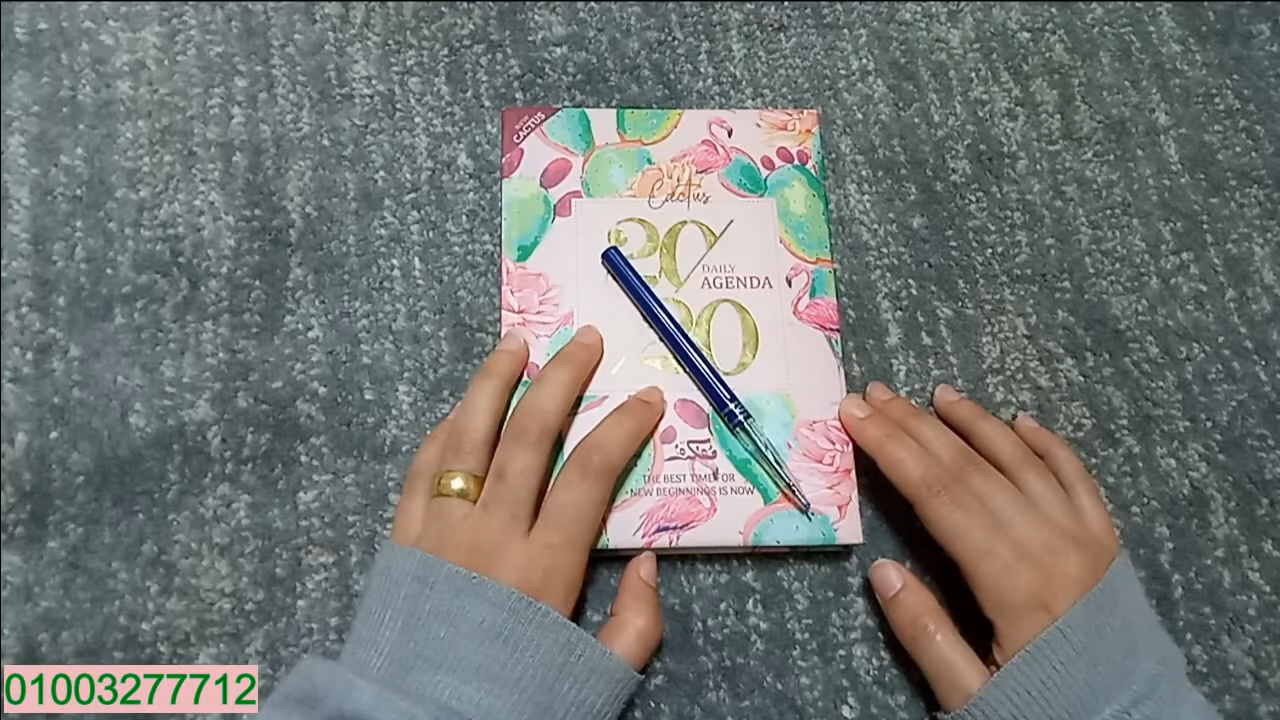 NEW
CACTUS
Cactus
20
DAILY
AGENDA
20
THE BEST TIME FOR
NEW BEGINNINGS IS NOW
01003277712